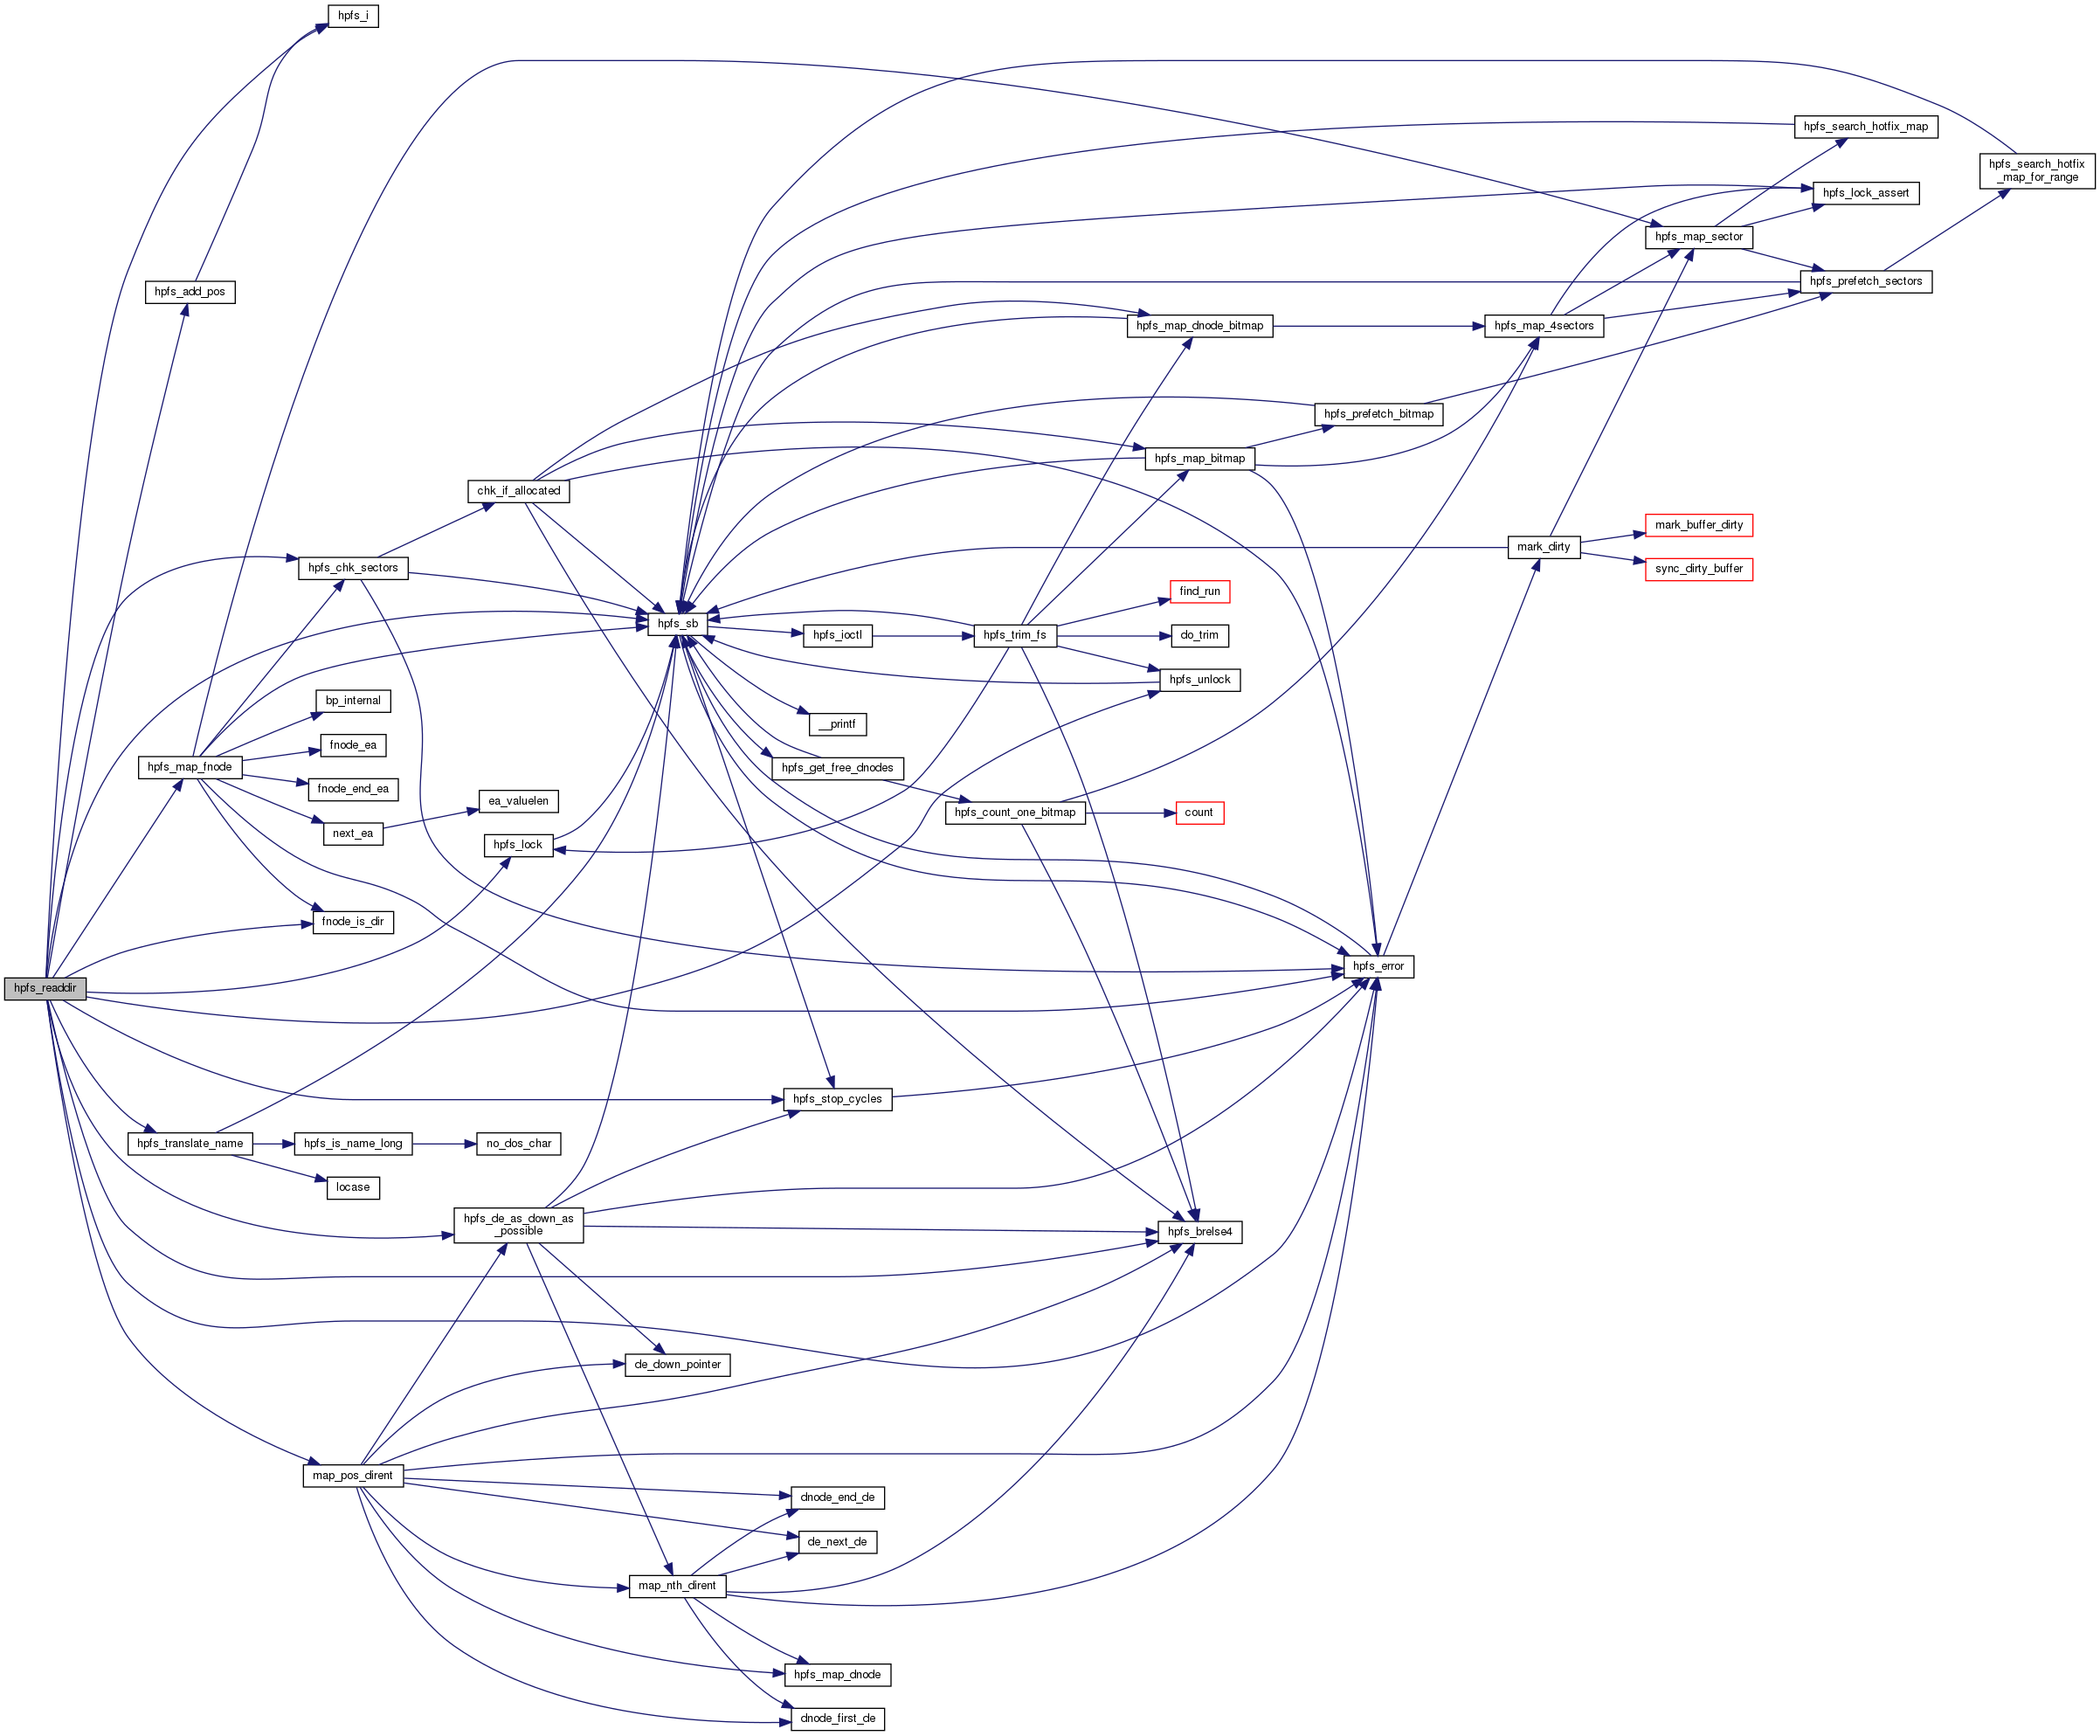 hpfs_i
hpfs_search_hotfix_map
hpfs_search_hotfix
_map_for_range
hpfs_lock_assert
hpfs_map_sector
hpfs_add_pos
hpfs_prefetch_sectors
hpfs_map_dnode_bitmap
hpfs_map_4sectors
hpfs_prefetch_bitmap
hpfs_map_bitmap
chk_if_allocated
mark_buffer_dirty
mark_dirty
hpfs_chk_sectors
sync_dirty_buffer
find_run
hpfs_sb
hpfs_ioctl
hpfs_trim_fs
do_trim
hpfs_unlock
bp_internal
__printf
fnode_ea
hpfs_map_fnode
hpfs_get_free_dnodes
fnode_end_ea
ea_valuelen
hpfs_count_one_bitmap
count
next_ea
hpfs_lock
fnode_is_dir
hpfs_error
hpfs_readdir
hpfs_stop_cycles
hpfs_translate_name
hpfs_is_name_long
no_dos_char
locase
hpfs_de_as_down_as
_possible
hpfs_brelse4
de_down_pointer
map_pos_dirent
dnode_end_de
de_next_de
map_nth_dirent
hpfs_map_dnode
dnode_first_de